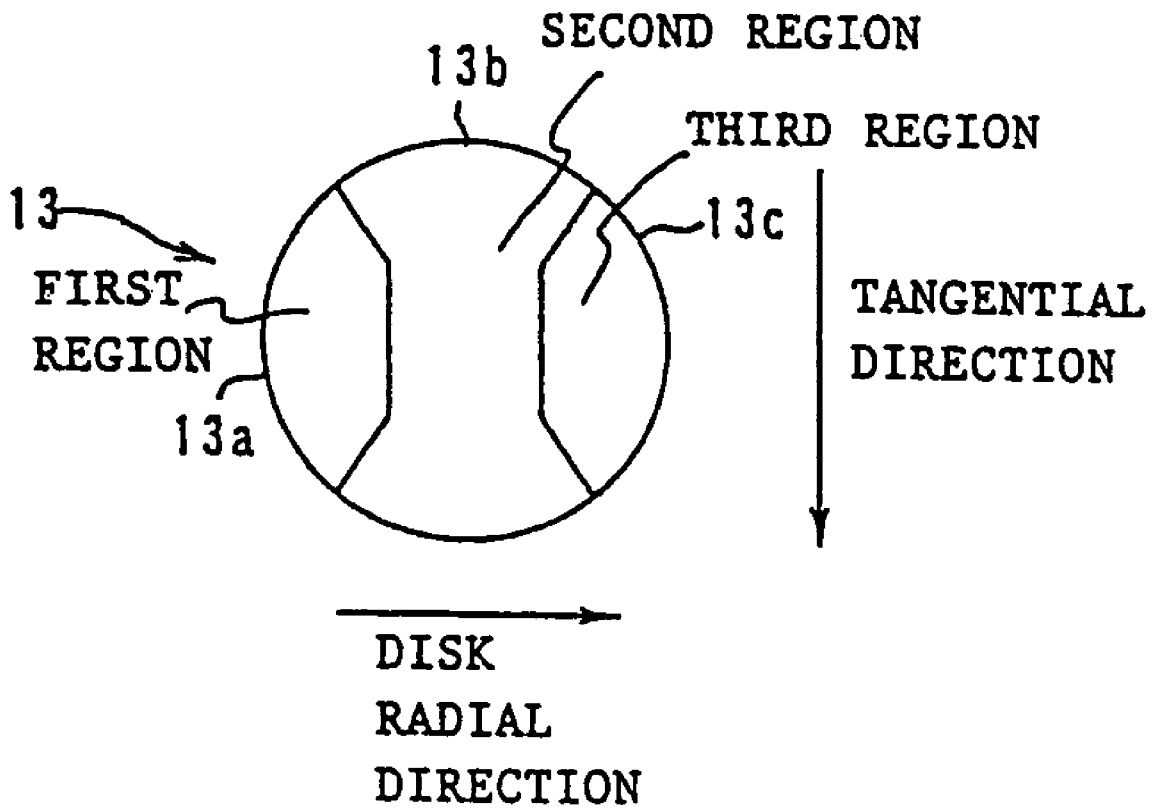 SECOND REGION
13b
THIRD REGION
13
13c
FIRST
REGION
TANGENTIAL
DIRECTION
13a
DISK
RADIAL
DIRECTION